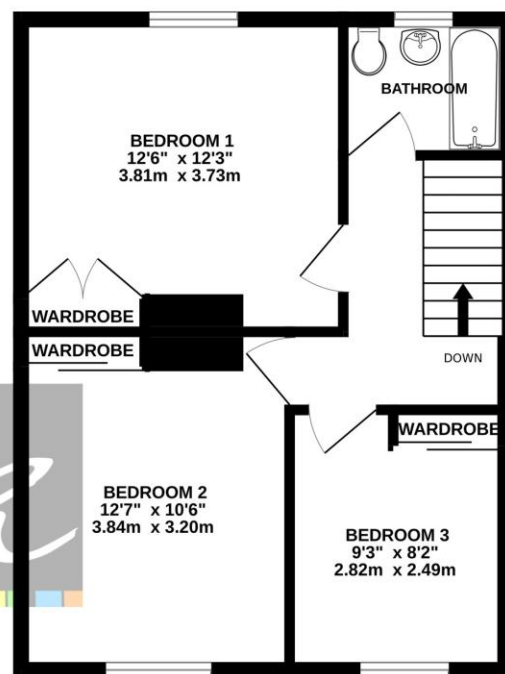 BATHROOM
BEDROOM 1
12'6" x 12'3"
3.81m x 3.73m
WARDROBE
WARDROBE
DOWN
WARDROBE
BEDROOM 2
12'7" x 10'6"
3.84m x 3.20m
BEDROOM 3
9'3" x 8'2"
2.82m x 2.49m